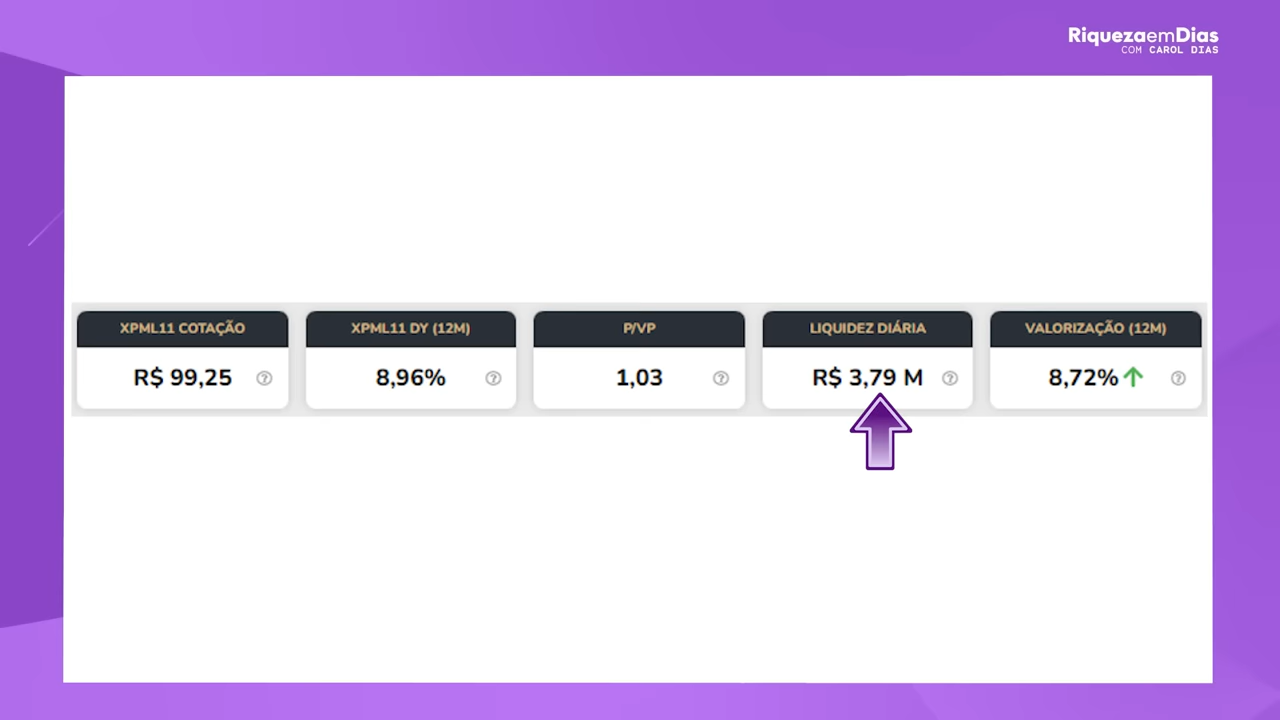 RiquezaemDias
COM CAROL DIAS
XPML11 COTAÇÃO
R$ 99,25
XPML11 DY (12M)
8,96%
P/VP
1,03
LIQUIDEZ DIÁRIA
R$ 3,79 M
VALORIZAÇÃO (12M)
8,72%